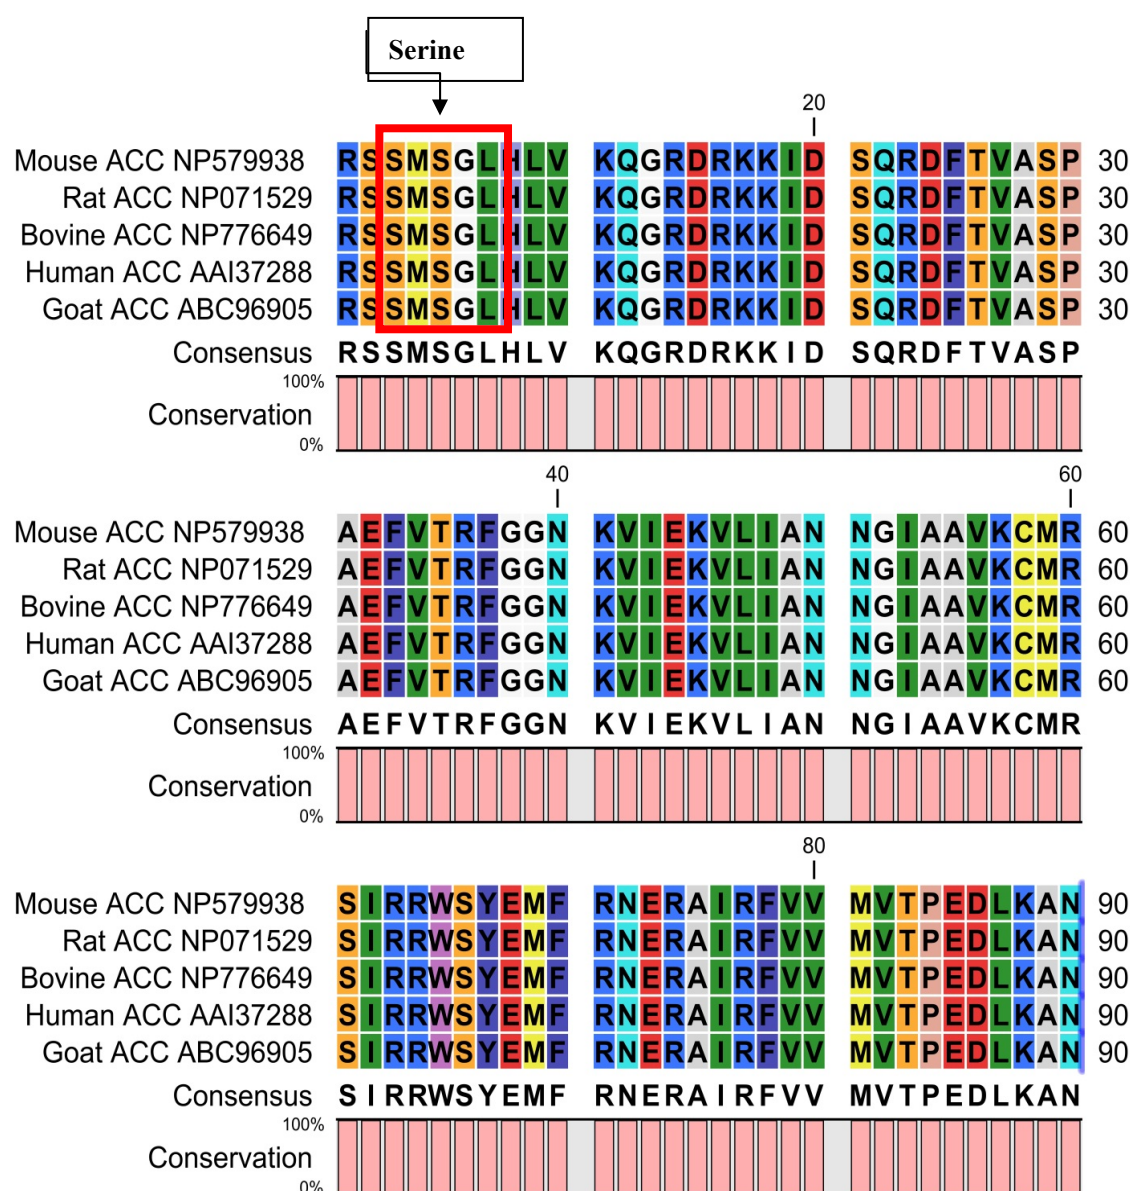 Serine
20
Mouse ACC NP579938 RSSMSGLHLV KQGRDRKKID SQRDFTVASP 30
Rat ACC NP071529 RSSMSGLHLV KQGRDRKKID SQRDFTVASP 30
Bovine ACC NP776649 RSSMSGLHLV KQGRDRKKID SQRDFTVASP 30
Human ACC AAI37288 RSSMSGLHLV KQGRDRKKID SQRDFTVASP 30
Goat ACC ABC96905 RSSMSGLHLV KQGRDRKKID SQRDFTVASP 30
Consensus RSSMSGLHLV KQGRDRKKID SQRDFTVASP
100%
Conservation
0%
40 60
Mouse ACC NP579938 AEFVTRFGGN KVIEKVLIAN NGIAAVKCMR 60
Rat ACC NP071529 AEFVTRFGGN KVIEKVLIAN NGIAAVKCMR 60
Bovine ACC NP776649 AEFVTRFGGN KVIEKVLIAN NGIAAVKCMR 60
Human ACC AAI37288 AEFVTRFGGN KVIEKVLIAN NGIAAVKCMR 60
Goat ACC ABC96905 AEFVTRFGGN KVIEKVLIAN NGIAAVKCMR 60
Consensus AEFVTRFGGN KVIEKVLIAN NGIAAVKCMR
100%
Conservation
0%
80
Mouse ACC NP579938 SIRRWSYEMF RNERAIRFVV MVTPEDLKAN 90
Rat ACC NP071529 SIRRWSYEMF RNERAIRFVV MVTPEDLKAN 90
Bovine ACC NP776649 SIRRWSYEMF RNERAIRFVV MVTPEDLKAN 90
Human ACC AAI37288 SIRRWSYEMF RNERAIRFVV MVTPEDLKAN 90
Goat ACC ABC96905 SIRRWSYEMF RNERAIRFVV MVTPEDLKAN 90
Consensus SIRRWSYEMF RNERAIRFVV MVTPEDLKAN
100%
Conservation
0%